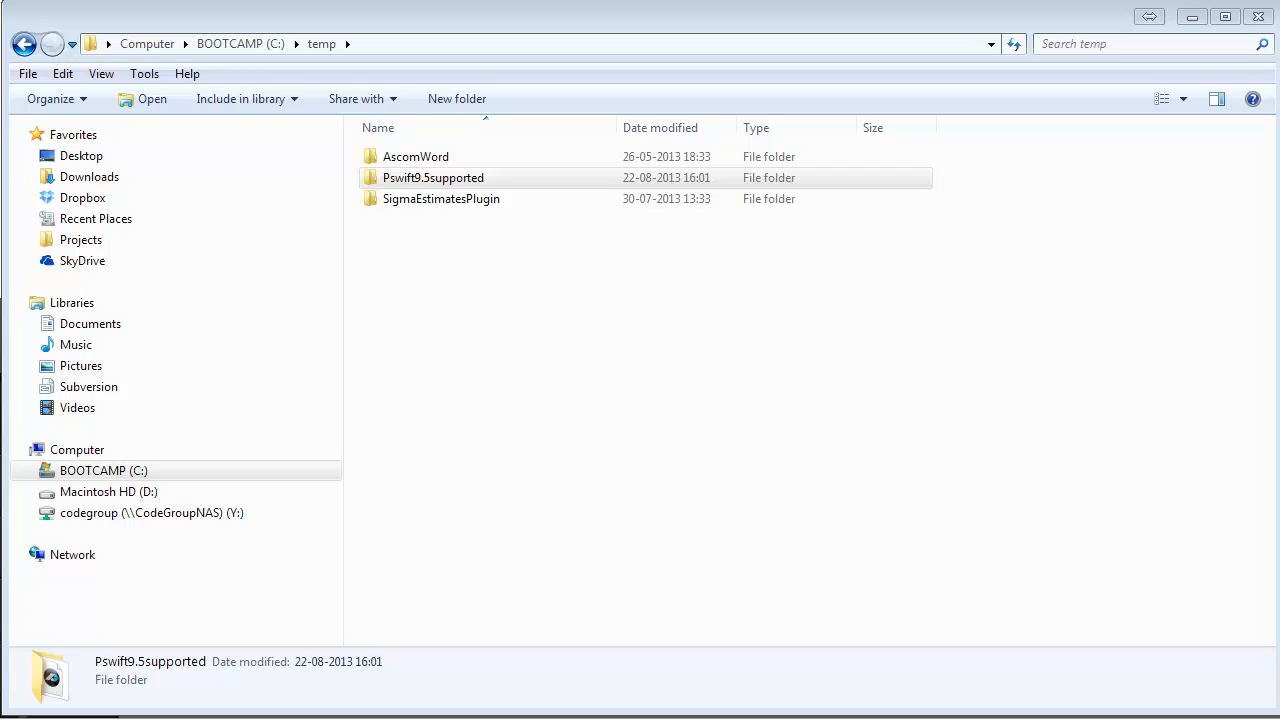 Computer BOOTCAMP (C:) temp Search temp
File Edit View Tools Help
Organize Open Include in library Share with New folder
Favorites
Desktop
Downloads
Dropbox
Recent Places
Projects
SkyDrive
Libraries
Documents
Music
Pictures
Subversion
Videos
Computer
BOOTCAMP (C:)
Macintosh HD (D:)
codegroup (\\CodeGroupNAS) (Y:)
Network
Name Date modified Type Size
AscomWord 26-05-2013 18:33 File folder
Pswift9.5supported 22-08-2013 16:01 File folder
SigmaEstimatesPlugin 30-07-2013 13:33 File folder
Pswift9.5supported Date modified: 22-08-2013 16:01
File folder